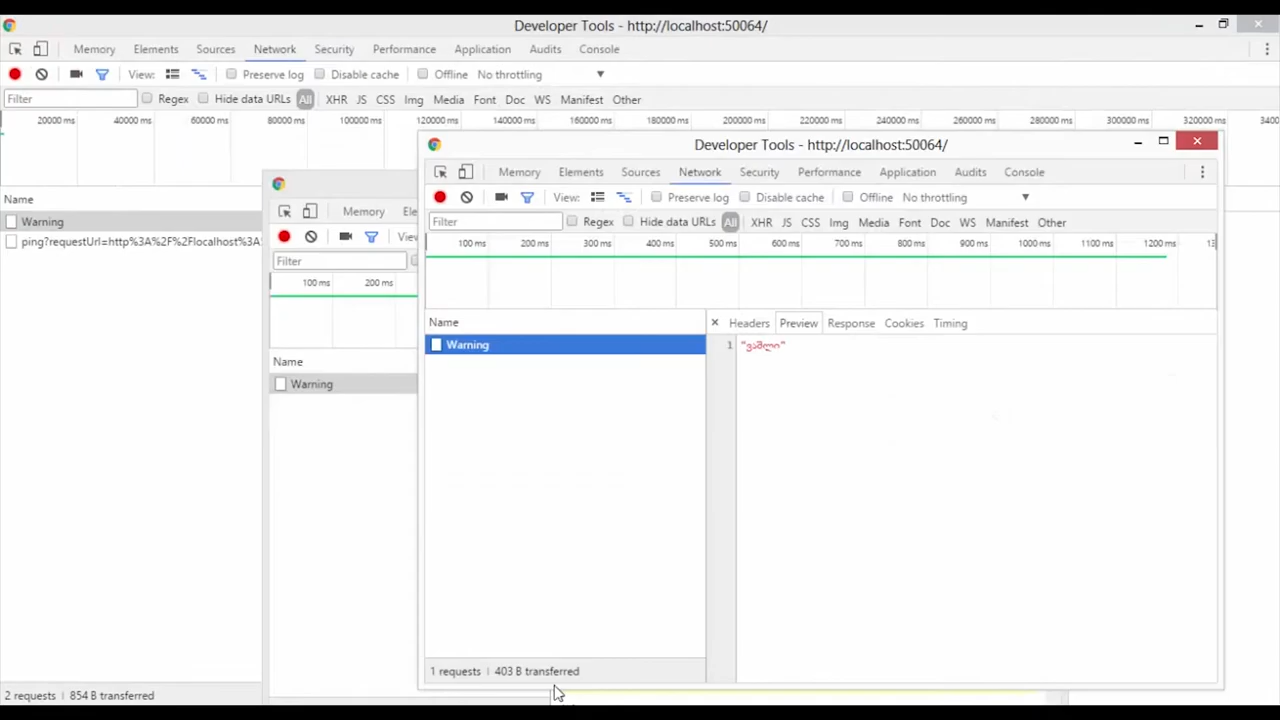 Developer Tools - http://localhost:50064/
Memory Elements Sources Network Security Performance Application Audits Console
View: Preserve log Disable cache Offline No throttling
Filter Regex Hide data URLs All XHR JS CSS Img Media Font Doc WS Manifest Other
20000 ms 40000 ms 60000 ms 80000 ms 100000 ms 120000 ms 140000 ms 160000 ms 180000 ms 200000 ms 220000 ms 240000 ms 260000 ms 280000 ms 300000 ms 320000 ms 3400
Name
Warning
ping?requestUrl=http%3A%2F%2Flocalhost%3A
2 requests | 854 B transferred
Memory Ele
View
Filter
100 ms 200 ms
Name
Warning
Developer Tools - http://localhost:50064/
Memory Elements Sources Network Security Performance Application Audits Console
View: Preserve log Disable cache Offline No throttling
Filter Regex Hide data URLs All XHR JS CSS Img Media Font Doc WS Manifest Other
100 ms 200 ms 300 ms 400 ms 500 ms 600 ms 700 ms 800 ms 900 ms 1000 ms 1100 ms 1200 ms 13
Name
Warning
Headers Preview Response Cookies Timing
1 "ვაშლი"
1 requests | 403 B transferred